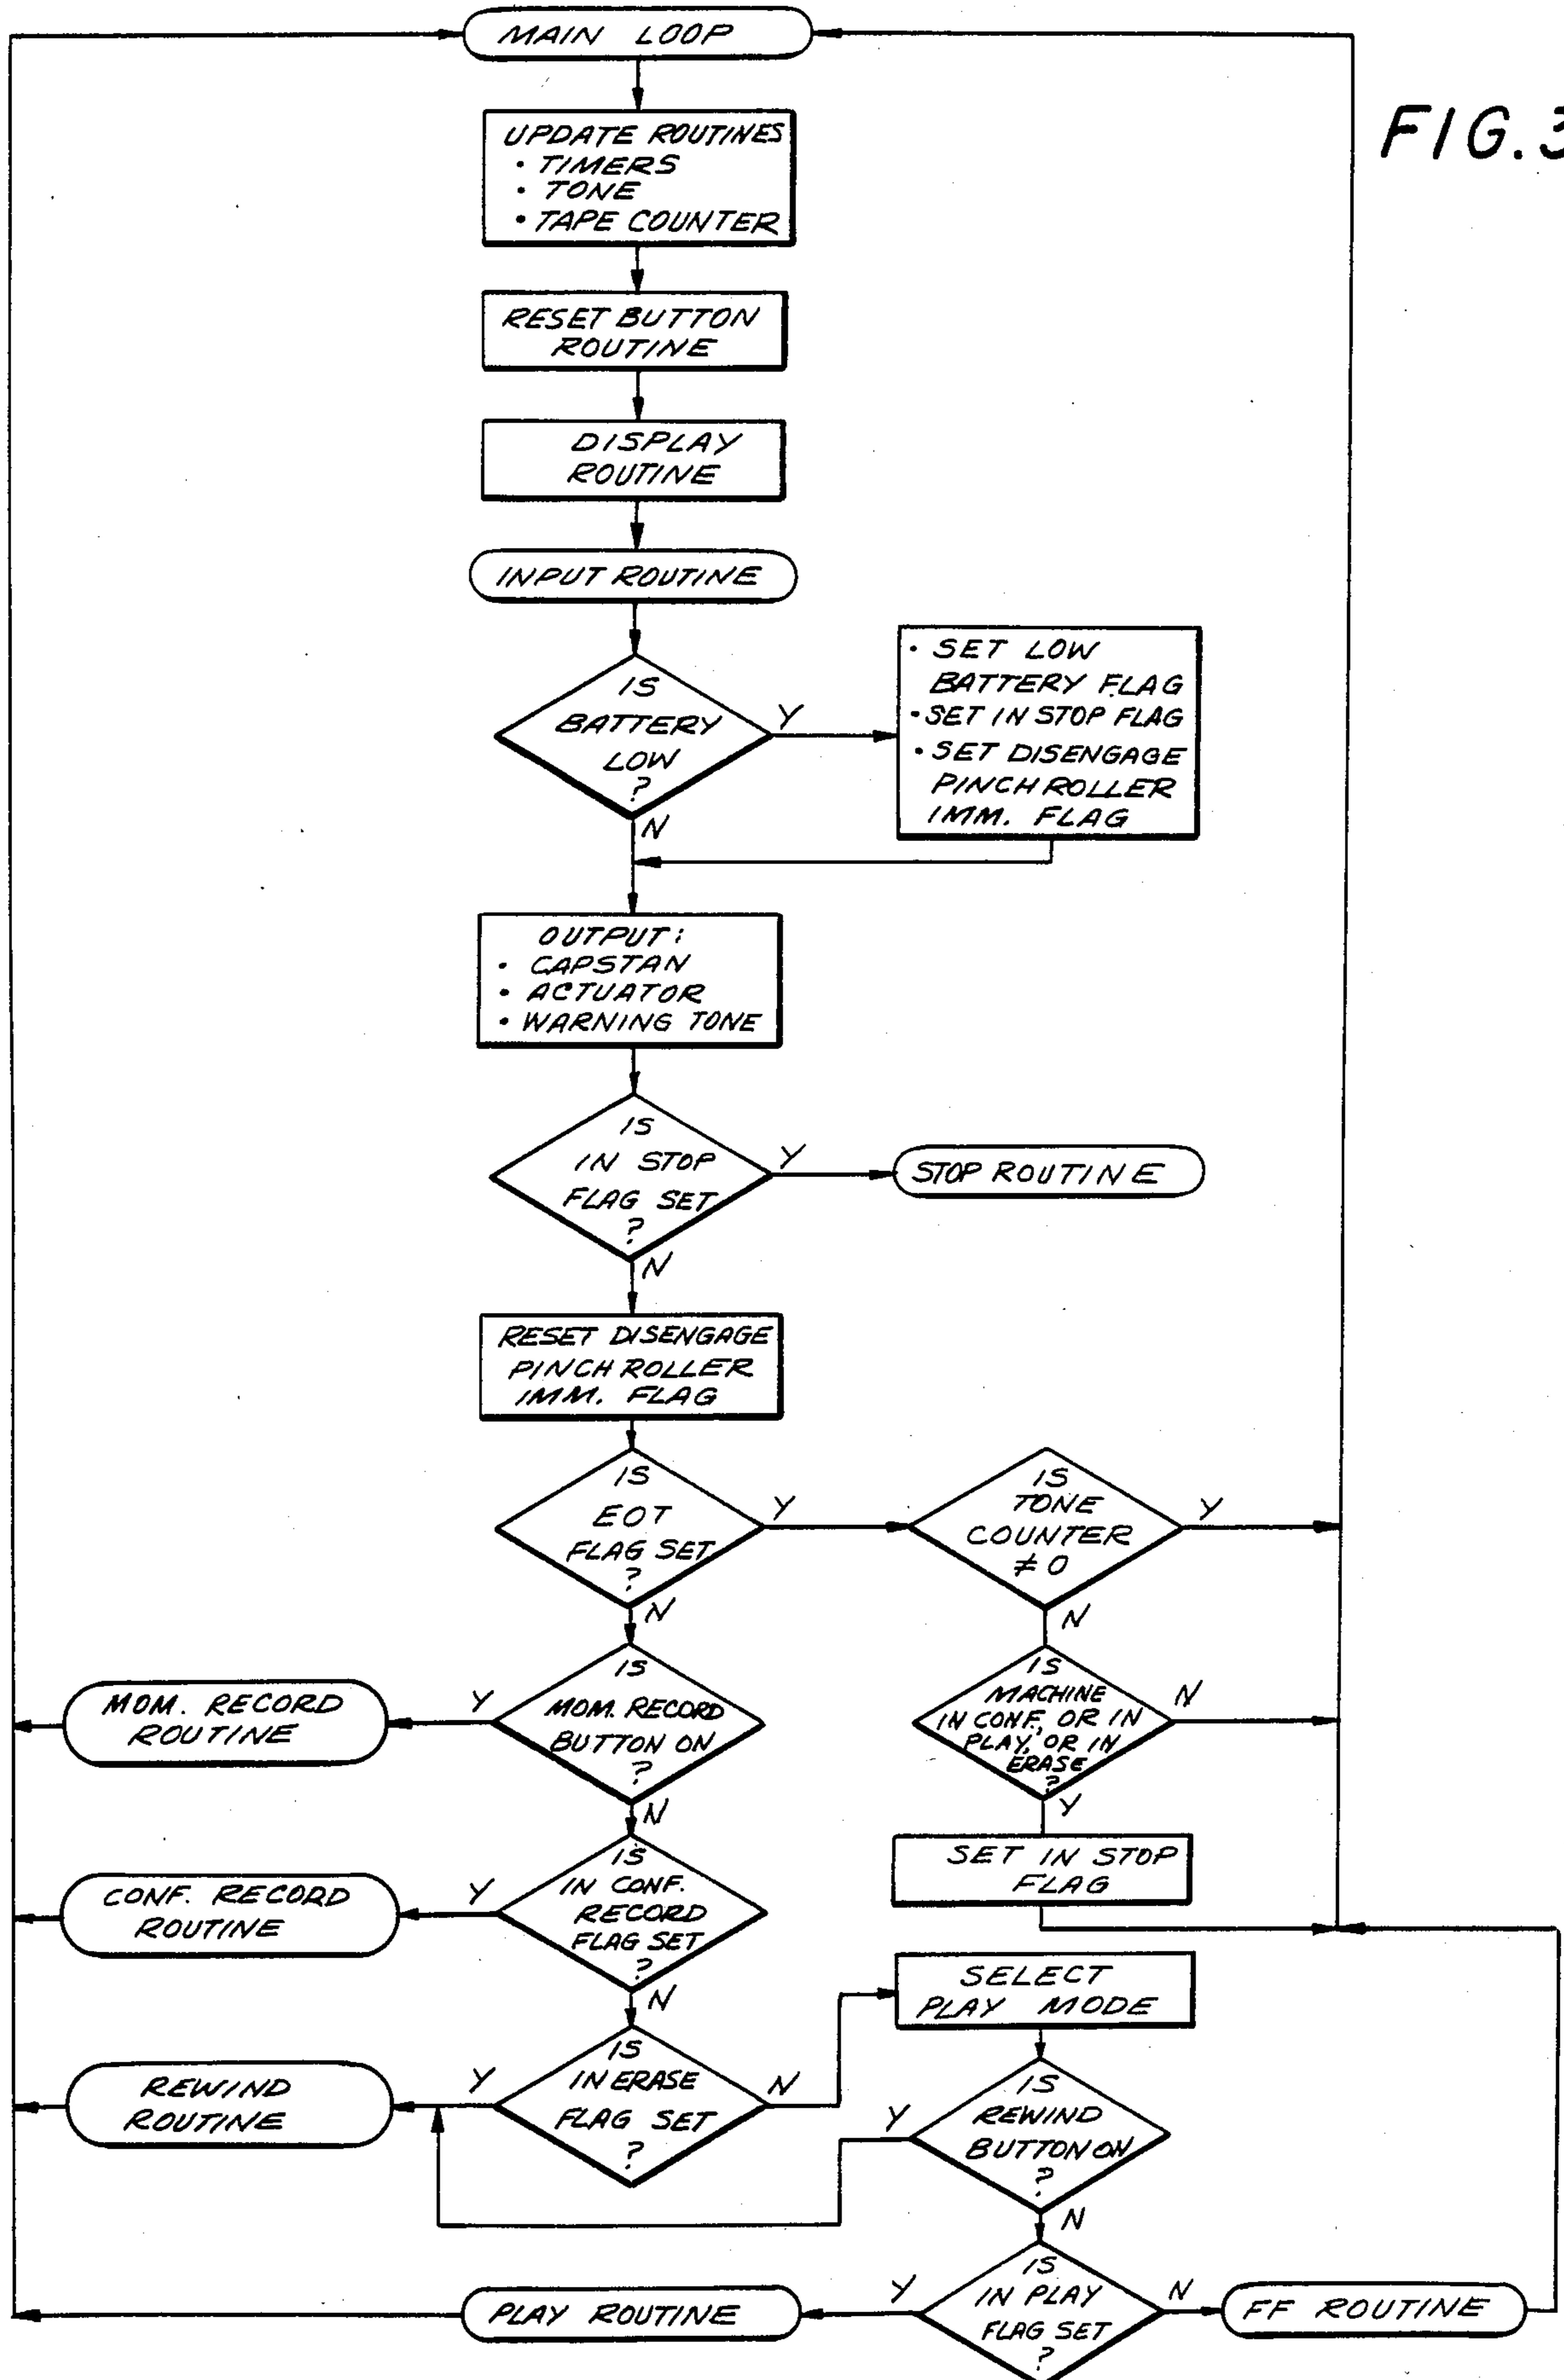 MAIN LOOP
FIG. 3
UPDATE ROUTINES
• TIMERS
• TONE
• TAPE COUNTER
RESET BUTTON
ROUTINE
DISPLAY
ROUTINE
INPUT ROUTINE
IS
BATTERY
LOW
?
Y
N
• SET LOW
BATTERY FLAG
• SET IN STOP FLAG
• SET DISENGAGE
PINCH ROLLER
IMM. FLAG
OUTPUT:
• CAPSTAN
• ACTUATOR
• WARNING TONE
IS
IN STOP
FLAG SET
?
Y
N
STOP ROUTINE
RESET DISENGAGE
PINCH ROLLER
IMM. FLAG
IS
EOT
FLAG SET
?
Y
N
IS
TONE
COUNTER
≠ 0
Y
N
IS
MOM. RECORD
BUTTON ON
?
Y
N
MOM. RECORD
ROUTINE
IS
MACHINE
IN CONF., OR IN
PLAY, OR IN
ERASE
?
N
Y
SET IN STOP
FLAG
IS
IN CONF.
RECORD
FLAG SET
?
Y
N
CONF. RECORD
ROUTINE
IS
IN ERASE
FLAG SET
?
Y
N
REWIND
ROUTINE
SELECT
PLAY MODE
IS
REWIND
BUTTON ON
?
Y
N
IS
IN PLAY
FLAG SET
?
Y
N
PLAY ROUTINE
FF ROUTINE